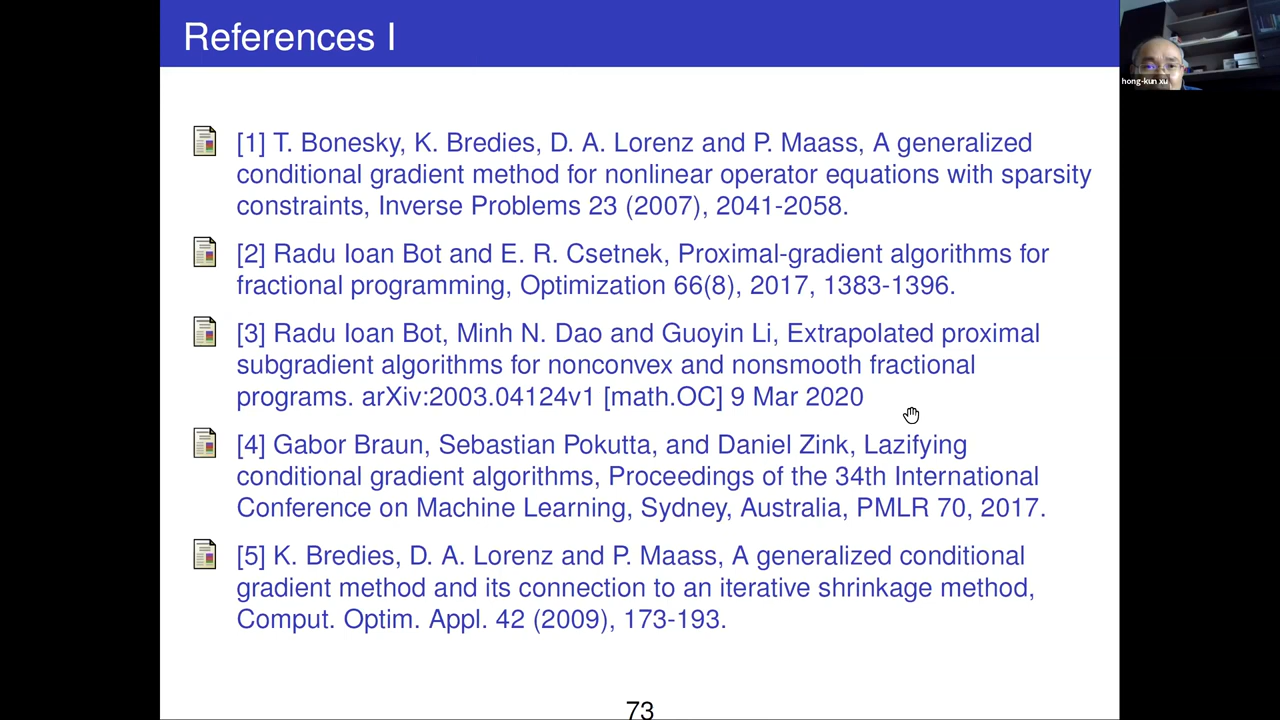 References I
hong-kun xu
[1] T. Bonesky, K. Bredies, D. A. Lorenz and P. Maass, A generalized
conditional gradient method for nonlinear operator equations with sparsity
constraints, Inverse Problems 23 (2007), 2041-2058.
[2] Radu Ioan Bot and E. R. Csetnek, Proximal-gradient algorithms for
fractional programming, Optimization 66(8), 2017, 1383-1396.
[3] Radu Ioan Bot, Minh N. Dao and Guoyin Li, Extrapolated proximal
subgradient algorithms for nonconvex and nonsmooth fractional
programs. arXiv:2003.04124v1 [math.OC] 9 Mar 2020
[4] Gabor Braun, Sebastian Pokutta, and Daniel Zink, Lazifying
conditional gradient algorithms, Proceedings of the 34th International
Conference on Machine Learning, Sydney, Australia, PMLR 70, 2017.
[5] K. Bredies, D. A. Lorenz and P. Maass, A generalized conditional
gradient method and its connection to an iterative shrinkage method,
Comput. Optim. Appl. 42 (2009), 173-193.
73